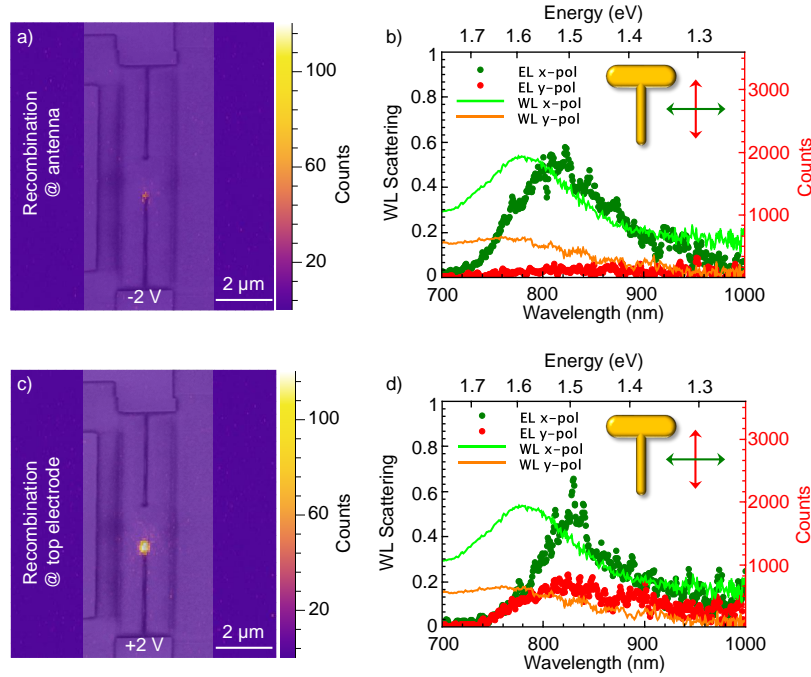 a)
Recombination
@ antenna
-2 V
2 µm
120
100
60
20
Counts
b)
Energy (eV)
1.7 1.6 1.5 1.4 1.3
1
0.8
0.6
0.4
0.2
0
WL Scattering
EL x-pol
EL y-pol
WL x-pol
WL y-pol
3000
2000
1000
0
Counts
700 800 900 1000
Wavelength (nm)
c)
Recombination
@ top electrode
+2 V
2 µm
100
60
20
Counts
d)
Energy (eV)
1.7 1.6 1.5 1.4 1.3
1
0.8
0.6
0.4
0.2
0
WL Scattering
EL x-pol
EL y-pol
WL x-pol
WL y-pol
3000
2000
1000
0
Counts
700 800 900 1000
Wavelength (nm)